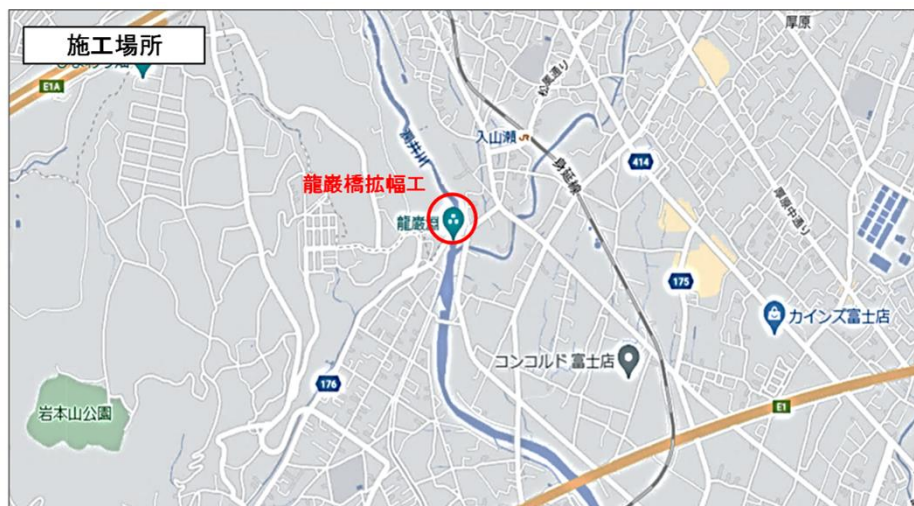 施工場所
厚原
E1A
松風通り
潤井川
入山瀬
414
身延線
厚原中通り
龍巌橋拡幅工
龍巌淵
175
カインズ富士店
コンコルド 富士店
176
岩本山公園
E1